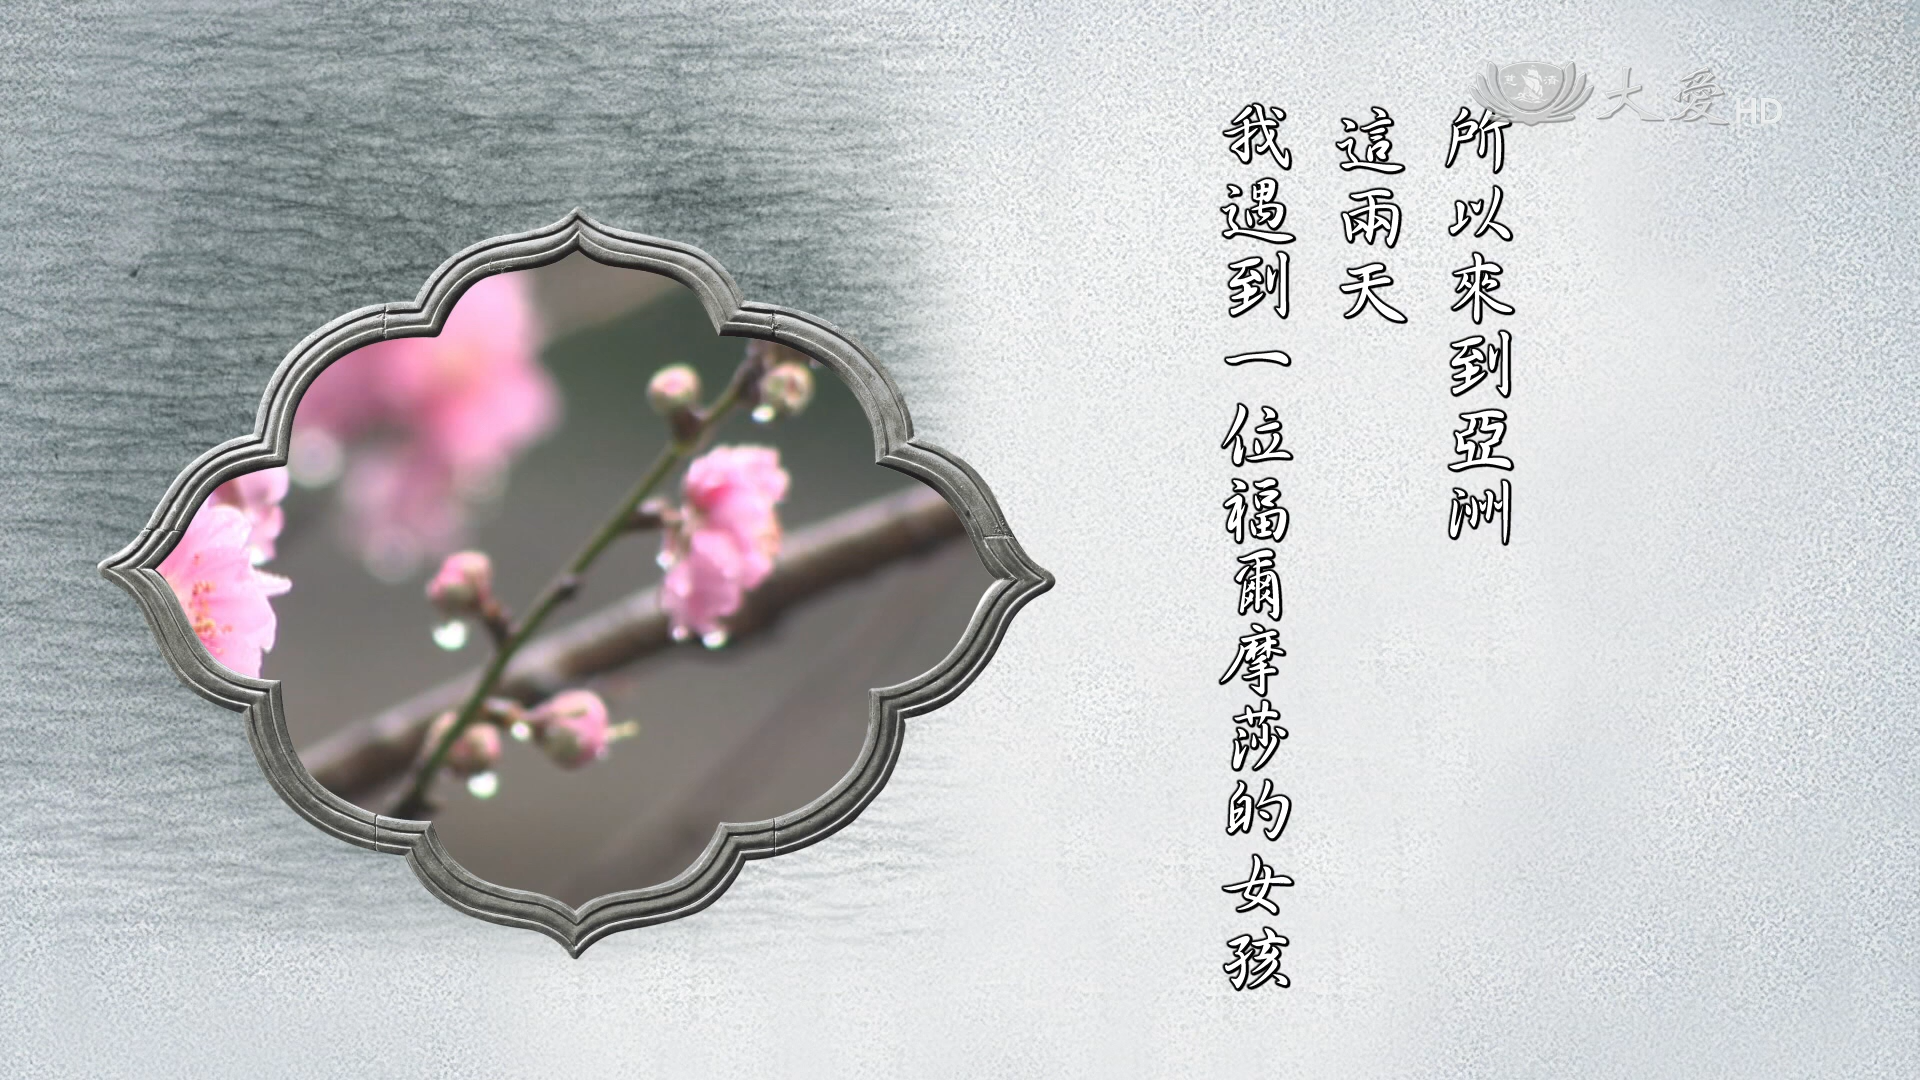 所以來到亞洲
這兩天
我遇到一位福爾摩莎的女孩
大愛HD